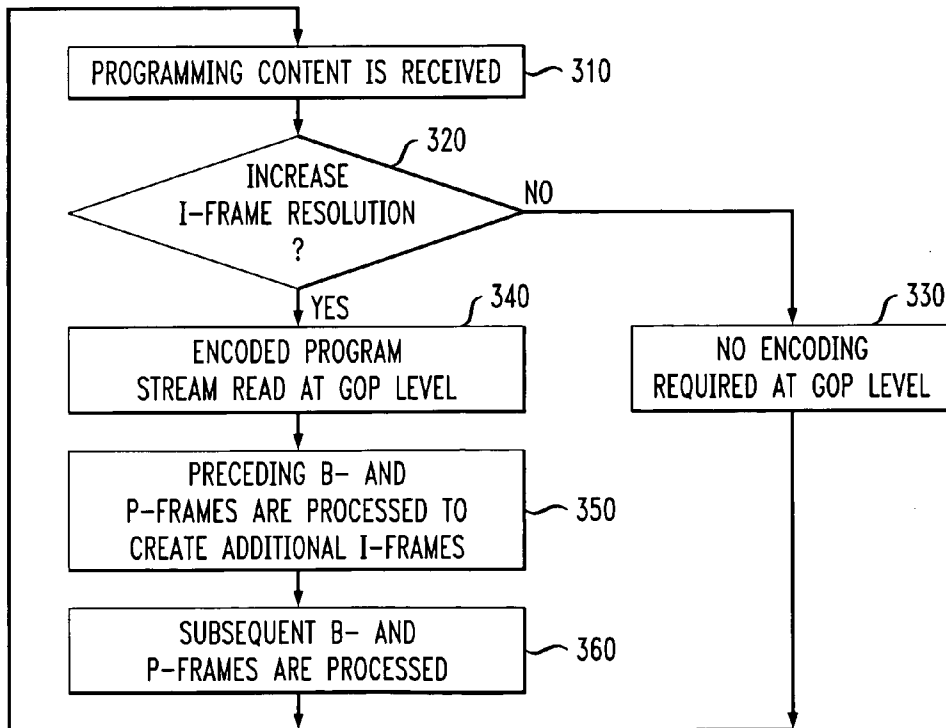 PROGRAMMING CONTENT IS RECEIVED
310
320
INCREASE
I-FRAME RESOLUTION
?
NO
YES
340
ENCODED PROGRAM
STREAM READ AT GOP LEVEL
330
NO ENCODING
REQUIRED AT GOP LEVEL
PRECEDING B- AND
P-FRAMES ARE PROCESSED TO
CREATE ADDITIONAL I-FRAMES
350
SUBSEQUENT B- AND
P-FRAMES ARE PROCESSED
360